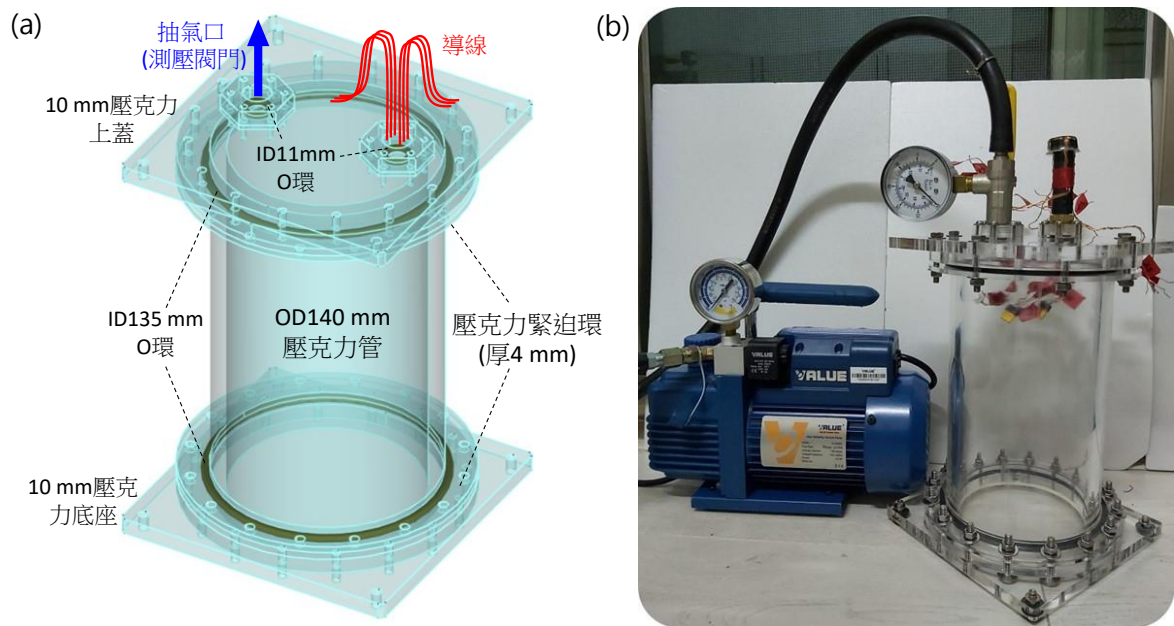 (a)
抽氣口
(測壓閥門)
導線
10 mm壓克力
上蓋
ID11mm
O環
ID135 mm
O環
OD140 mm
壓克力管
壓克力緊迫環
(厚4 mm)
10 mm壓克
力底座
(b)
VALUE
VALUE
VALUE